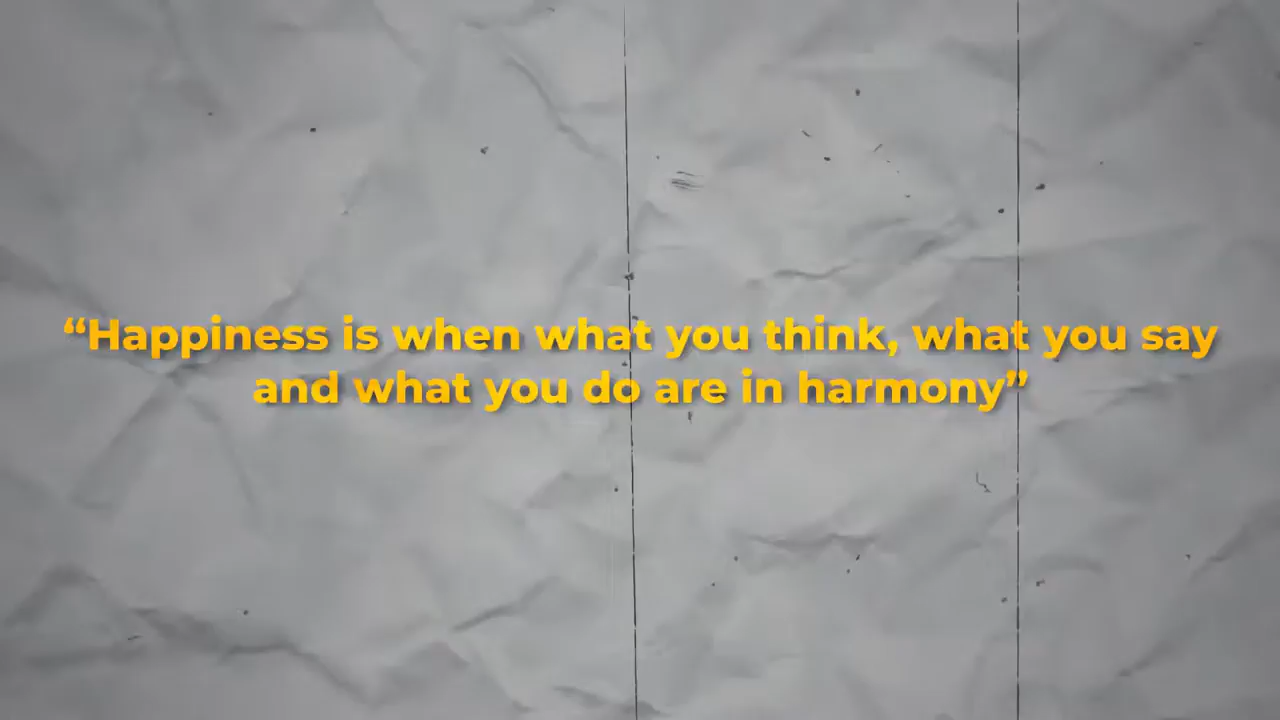 “Happiness is when what you think, what you say
and what you do are in harmony”